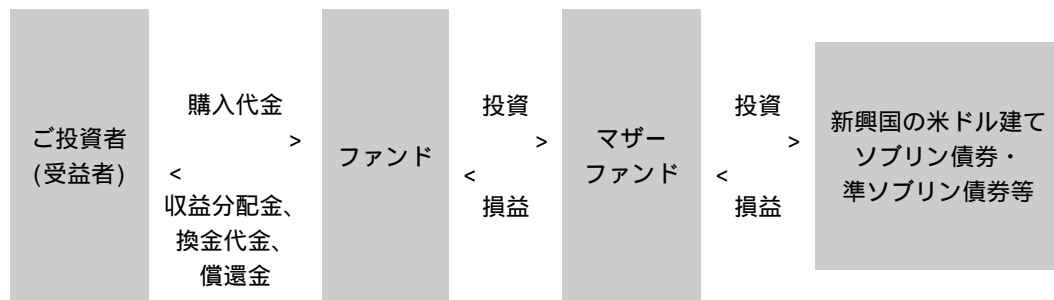 ご投資者
(受益者)
購入代金
>
<
収益分配金、
換金代金、
償還金
ファンド
投資
>
<
損益
マザー
ファンド
投資
>
<
損益
新興国の米ドル建て
ソブリン債券・
準ソブリン債券等